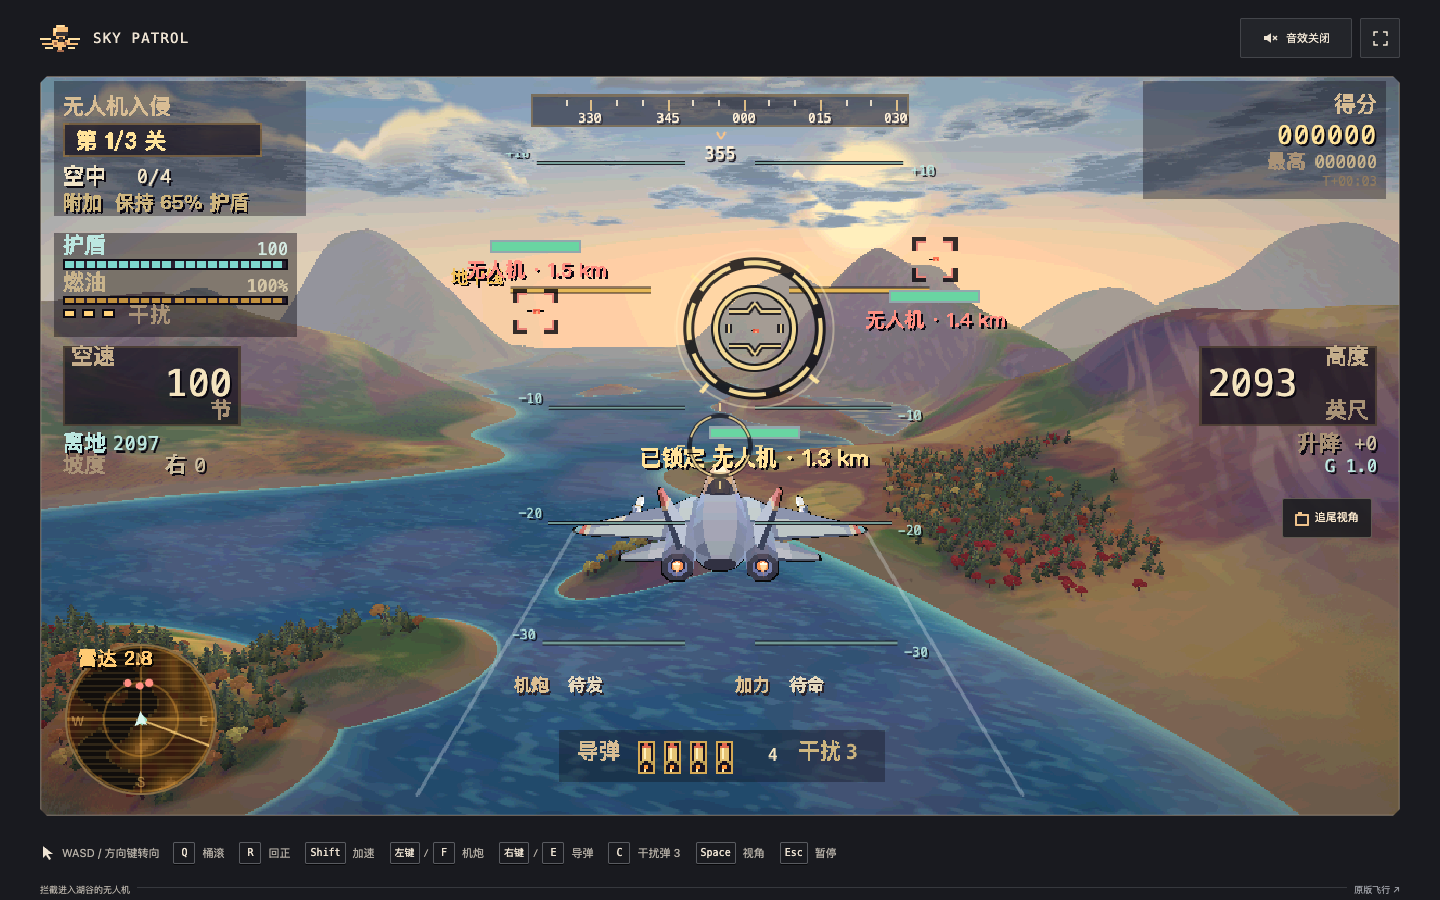 SKY PATROL
音效关闭
无人机入侵
第 1/3 关
空中 0/4
附加 保持 65% 护盾
护盾 100
燃油 100%
干扰
空速
100
节
离地 2097
坡度 右 0
330 345 000 015 030
355
+10
-10 -10
-20 -20
-30 -30
无人机 · 1.5 km
无人机 · 1.4 km
已锁定 无人机 · 1.3 km
得分
000000
最高 000000
T+00:03
高度
2093
英尺
升降 +0
G 1.0
追尾视角
雷达 2.8
W E
S
机炮 待发 加力 待命
导弹 4 干扰 3
WASD / 方向键转向 Q 桶滚 R 回正 Shift 加速 左键 / F 机炮 右键 / E 导弹 C 干扰弹 3 Space 视角 Esc 暂停
拦截进入湖谷的无人机
原版飞行 ↗